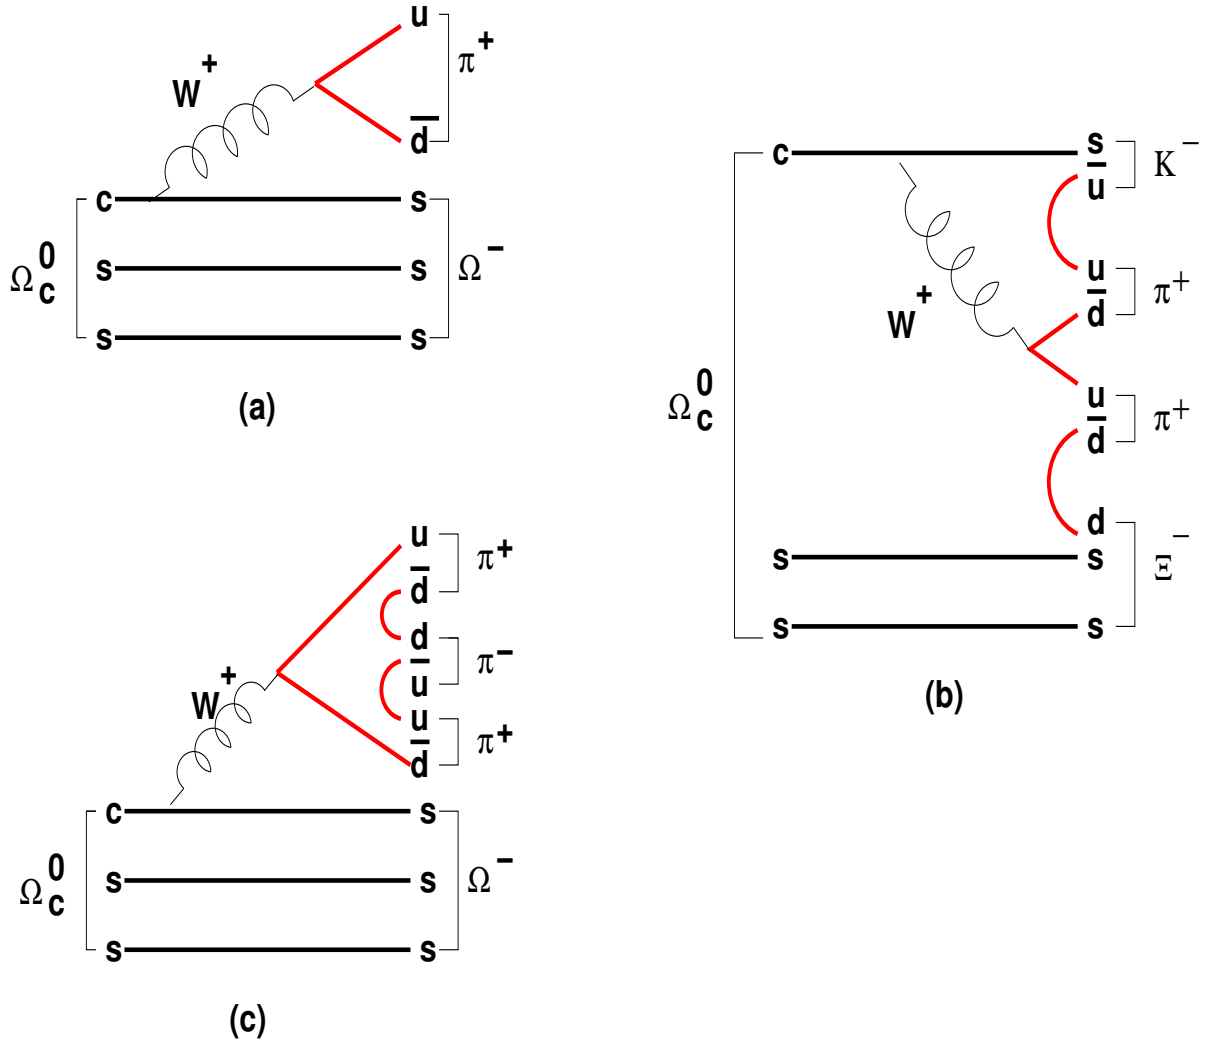 u
π+
W+
d̅
c s
Ω0c s s Ω−
s s
(a)
s
c K−
u̅
u
π+
d̅
W+
u
π+
d̅
Ω0c
d
s s Ξ−
s s
(b)
u
π+
d̅
d
π−
u̅
W+
u
π+
d̅
c s
Ω0c s s Ω−
s s
(c)